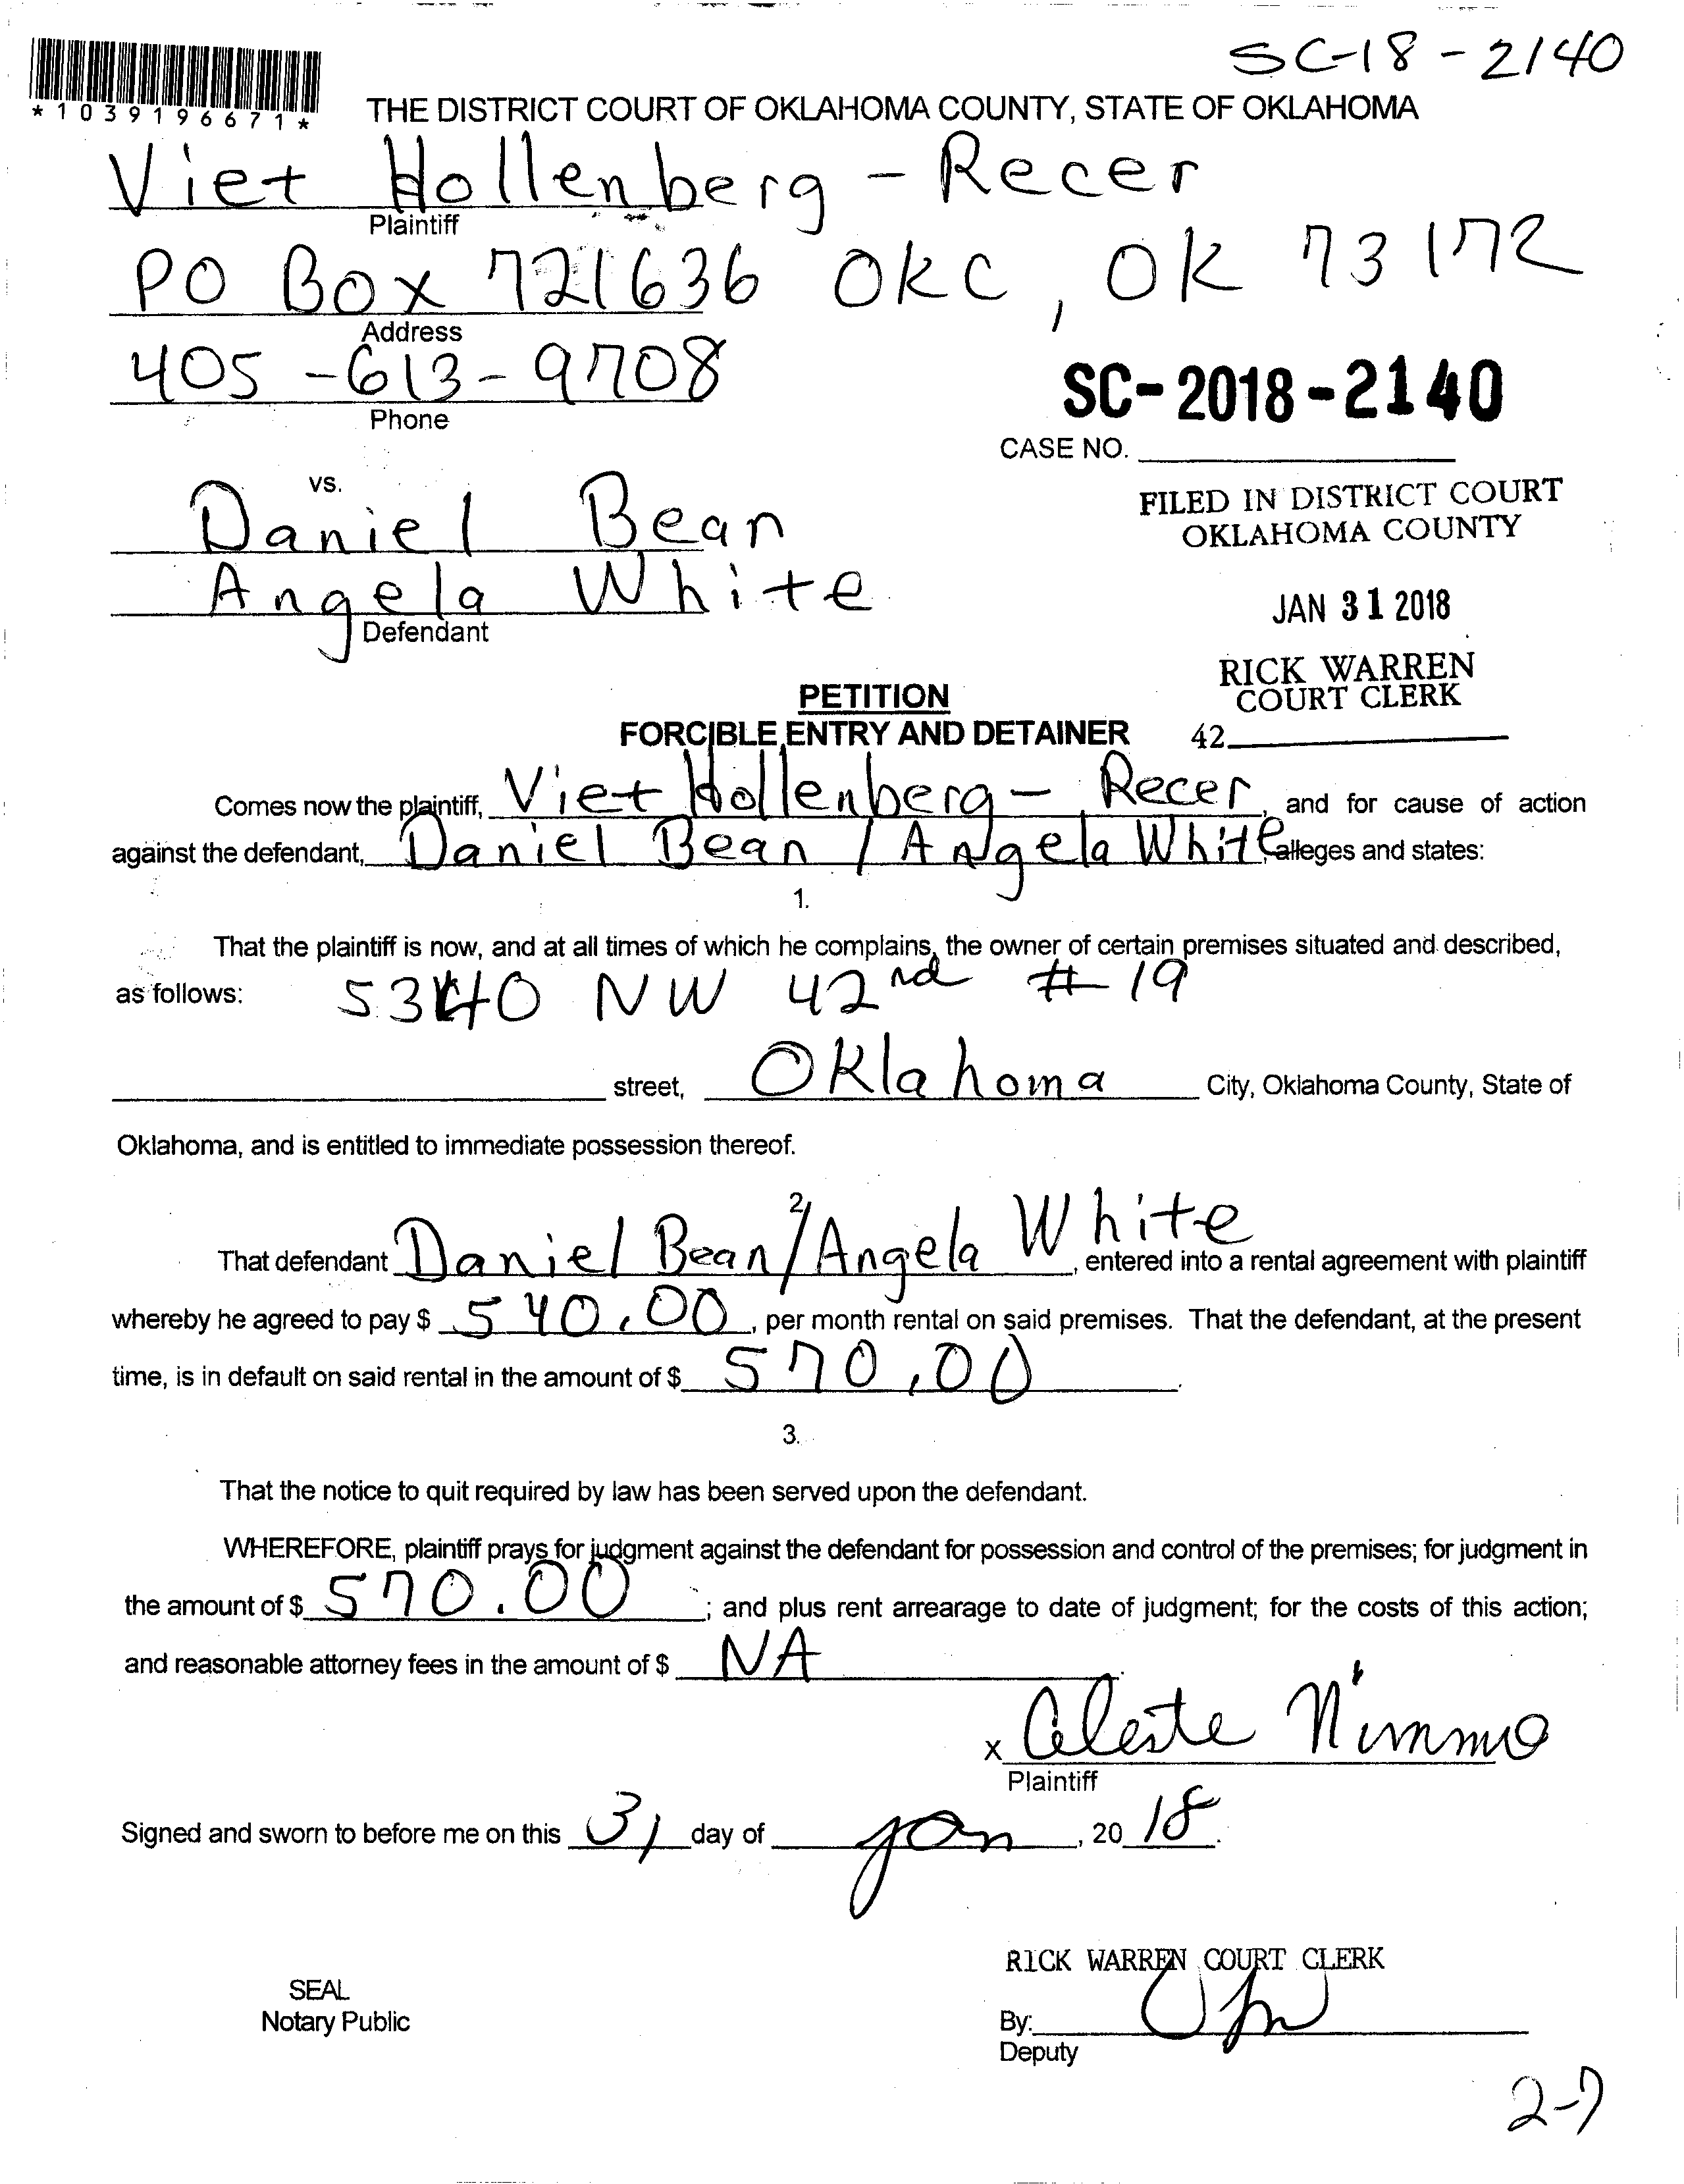 SC-18-2140
*1039196671*
THE DISTRICT COURT OF OKLAHOMA COUNTY, STATE OF OKLAHOMA
Viet Hollenberg-Recer
Plaintiff
PO Box 721636 OKC, OK 73172
Address
405-613-9708
Phone
SC-2018-2140
CASE NO.
vs.
Daniel Bean
Angela White
Defendant
FILED IN DISTRICT COURT
OKLAHOMA COUNTY
JAN 31 2018
RICK WARREN
COURT CLERK
42
PETITION
FORCIBLE ENTRY AND DETAINER
Comes now the plaintiff, Viet Hollenberg-Recer, and for cause of action
against the defendant, Daniel Bean / Angela White, alleges and states:
1.
That the plaintiff is now, and at all times of which he complains, the owner of certain premises situated and described,
as follows: 5340 NW 42nd #19
street, Oklahoma City, Oklahoma County, State of
Oklahoma, and is entitled to immediate possession thereof.
2.
That defendant Daniel Bean/Angela White, entered into a rental agreement with plaintiff
whereby he agreed to pay $ 540.00, per month rental on said premises. That the defendant, at the present
time, is in default on said rental in the amount of $ 570.00.
3.
That the notice to quit required by law has been served upon the defendant.
WHEREFORE, plaintiff prays for judgment against the defendant for possession and control of the premises; for judgment in
the amount of $ 570.00; and plus rent arrearage to date of judgment; for the costs of this action;
and reasonable attorney fees in the amount of $ NA.
x Celeste Nimmo
Plaintiff
Signed and sworn to before me on this 31 day of Jan, 2018.
RICK WARREN COURT CLERK
SEAL
Notary Public
By:
Deputy
2-7